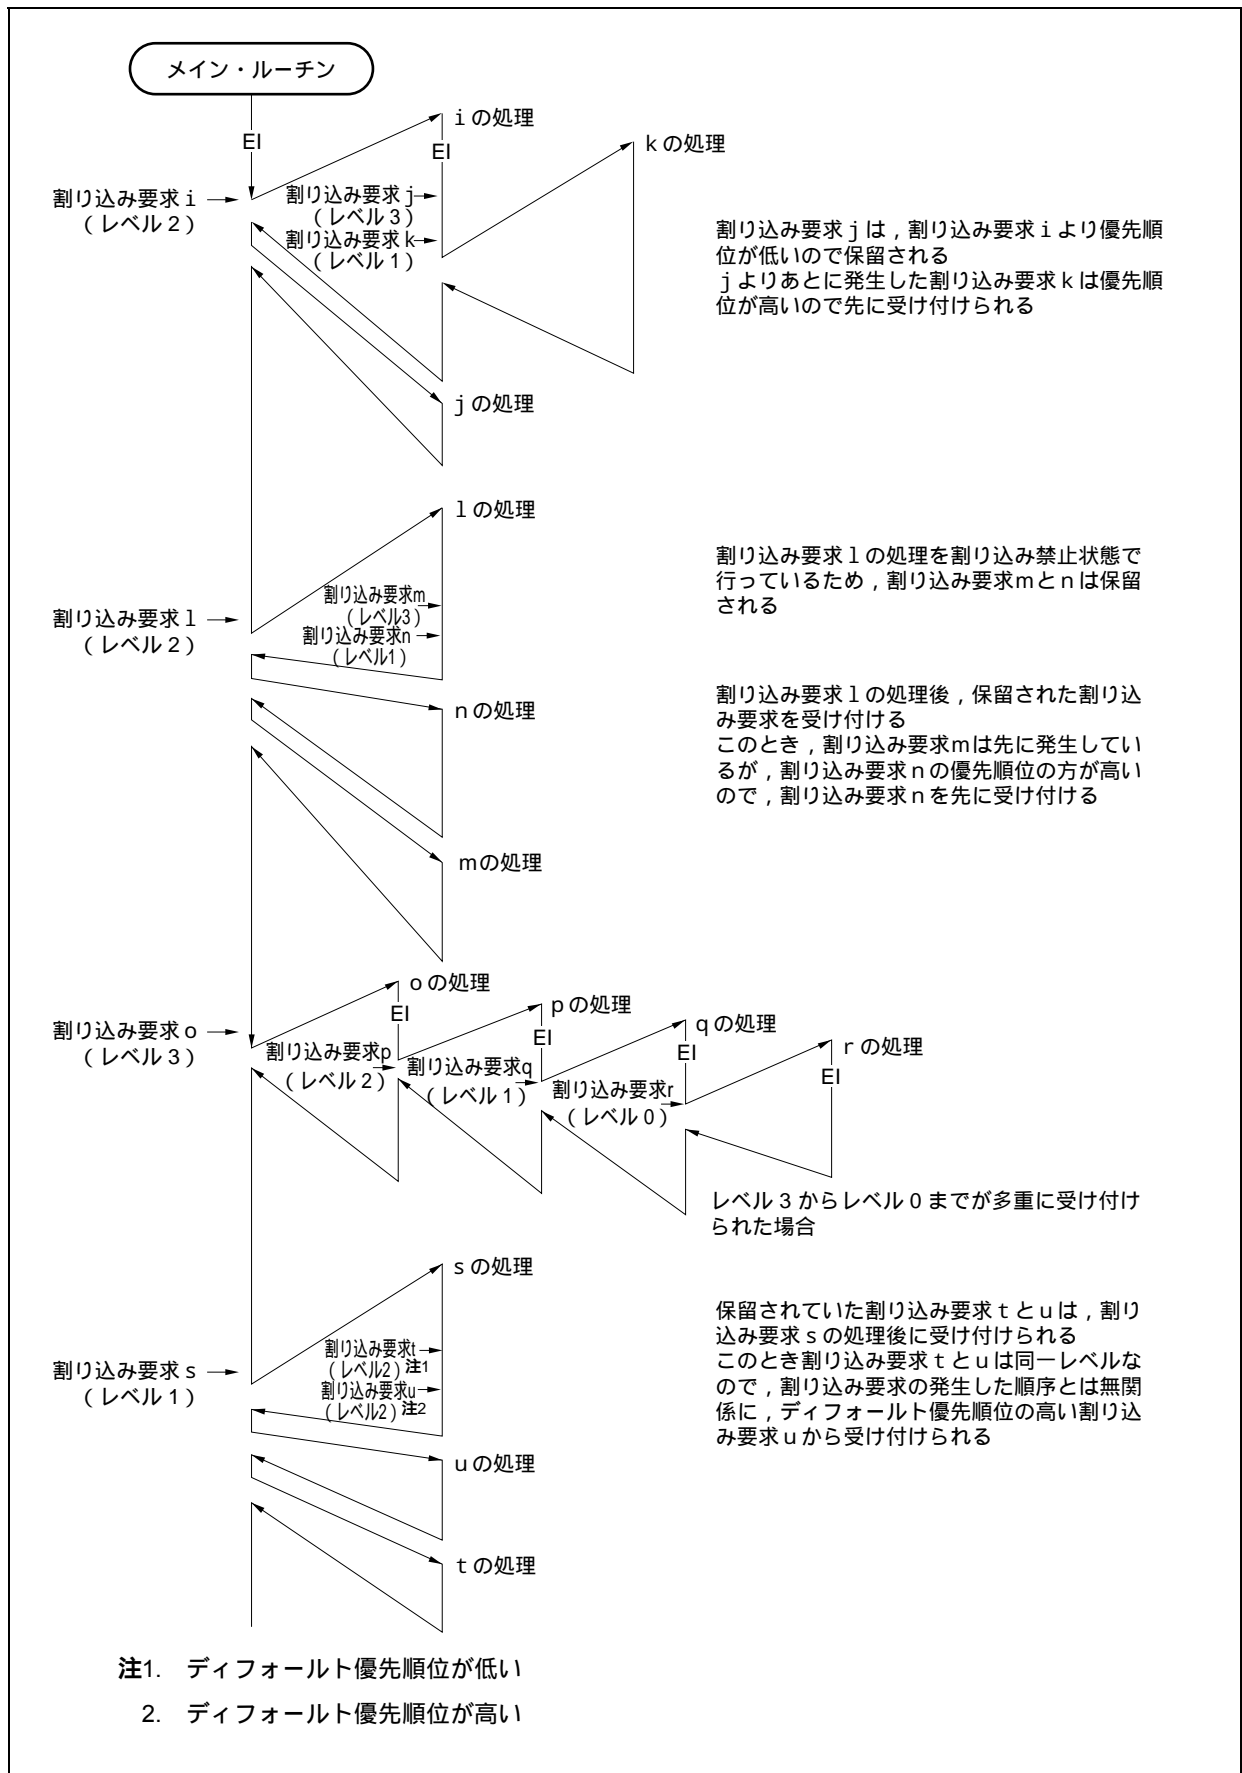 メイン・ルーチン
iの処理
EI
EI
kの処理
割り込み要求i
(レベル2)
割り込み要求j
(レベル3)
割り込み要求k
(レベル1)
割り込み要求jは,割り込み要求iより優先順
位が低いので保留される
jよりあとに発生した割り込み要求kは優先順
位が高いので先に受け付けられる
jの処理
lの処理
割り込み要求l
(レベル2)
割り込み要求m
(レベル3)
割り込み要求n
(レベル1)
割り込み要求lの処理を割り込み禁止状態で
行っているため,割り込み要求mとnは保留
される
nの処理
割り込み要求lの処理後,保留された割り込
み要求を受け付ける
このとき,割り込み要求mは先に発生してい
るが,割り込み要求nの優先順位の方が高い
ので,割り込み要求nを先に受け付ける
mの処理
oの処理
EI
pの処理
EI
qの処理
EI
rの処理
EI
割り込み要求o
(レベル3)
割り込み要求p
(レベル2)
割り込み要求q
(レベル1)
割り込み要求r
(レベル0)
レベル3からレベル0までが多重に受け付け
られた場合
sの処理
割り込み要求s
(レベル1)
割り込み要求t
(レベル2)注1
割り込み要求u
(レベル2)注2
保留されていた割り込み要求tとuは,割り
込み要求sの処理後に受け付けられる
このとき割り込み要求tとuは同一レベルな
ので,割り込み要求の発生した順序とは無関
係に,ディフォールト優先順位の高い割り込
み要求uから受け付けられる
uの処理
tの処理
注1. ディフォールト優先順位が低い
2. ディフォールト優先順位が高い